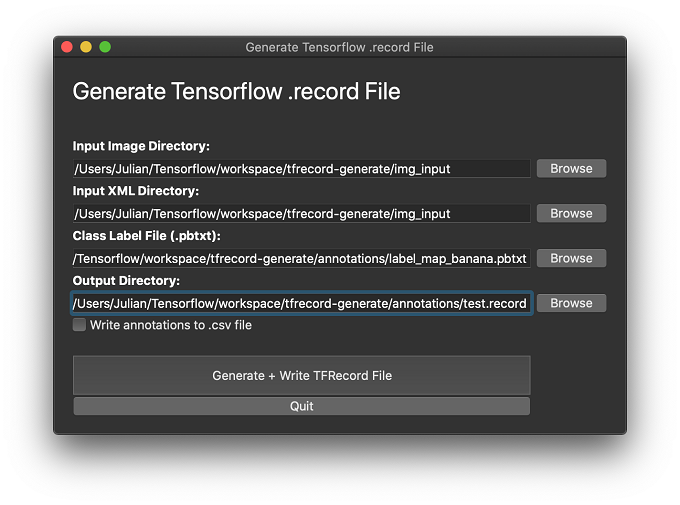 Generate Tensorflow .record File
Generate Tensorflow .record File
Input Image Directory:
/Users/Julian/Tensorflow/workspace/tfrecord-generate/img_input
Browse
Input XML Directory:
/Users/Julian/Tensorflow/workspace/tfrecord-generate/img_input
Browse
Class Label File (.pbtxt):
/Tensorflow/workspace/tfrecord-generate/annotations/label_map_banana.pbtxt
Browse
Output Directory:
/Users/Julian/Tensorflow/workspace/tfrecord-generate/annotations/test.record
Browse
Write annotations to .csv file
Generate + Write TFRecord File
Quit